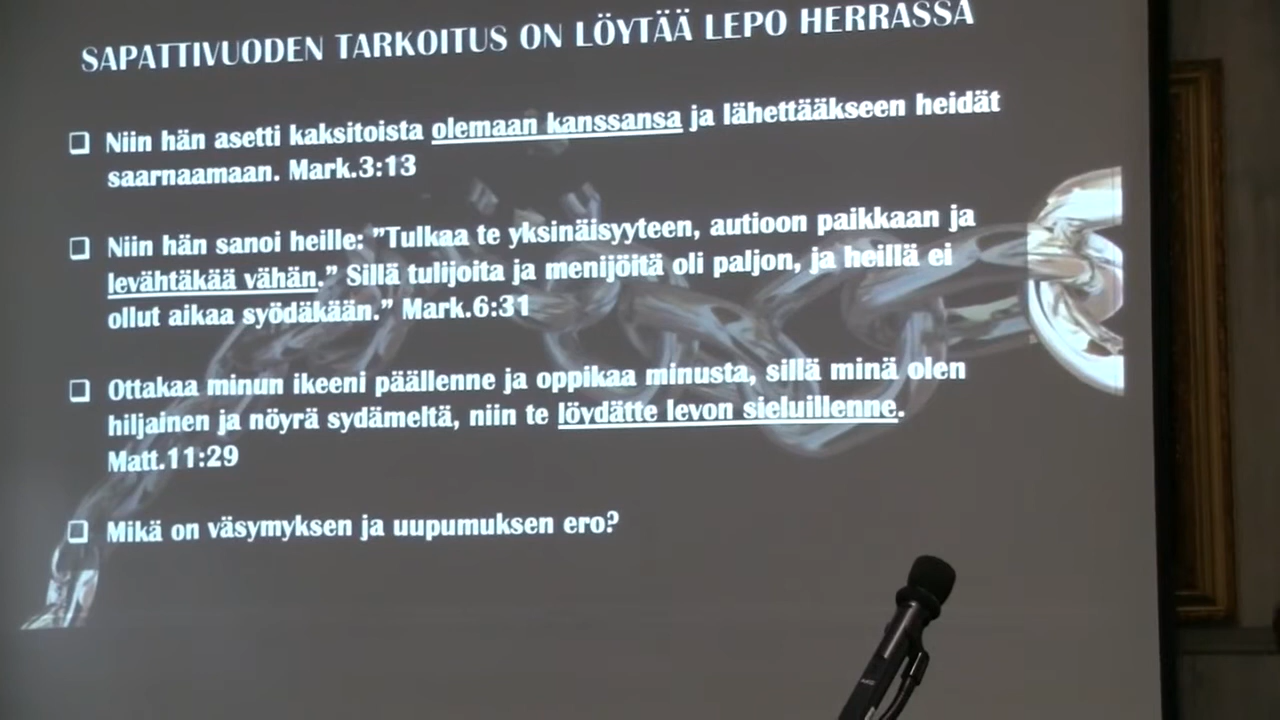 SAPATTIVUODEN TARKOITUS ON LÖYTÄÄ LEPO HERRASSA
❑ Niin hän asetti kaksitoista olemaan kanssansa ja lähettääkseen heidät
saarnaamaan. Mark.3:13
❑ Niin hän sanoi heille: ”Tulkaa te yksinäisyyteen, autioon paikkaan ja
levähtäkää vähän.” Sillä tulijoita ja menijöitä oli paljon, ja heillä ei
ollut aikaa syödäkään.” Mark.6:31
❑ Ottakaa minun ikeeni päällenne ja oppikaa minusta, sillä minä olen
hiljainen ja nöyrä sydämeltä, niin te löydätte levon sieluillenne.
Matt.11:29
❑ Mikä on väsymyksen ja uupumuksen ero?